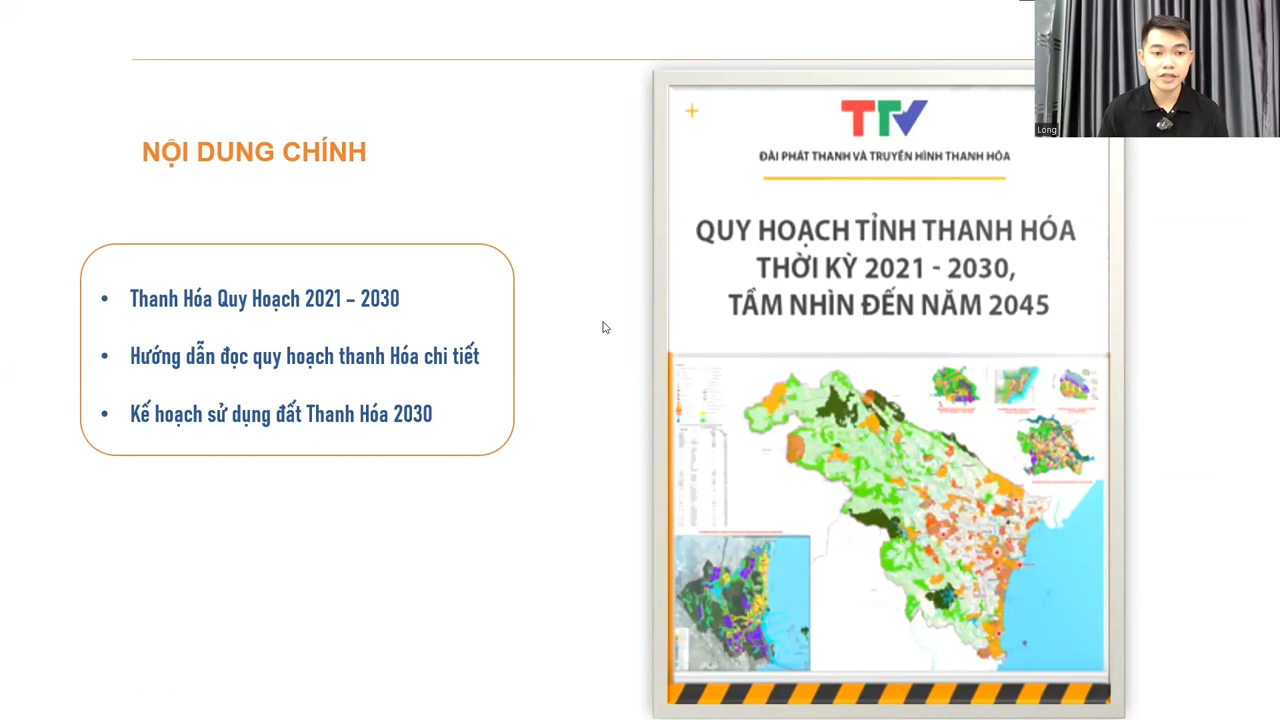 NỘI DUNG CHÍNH
• Thanh Hóa Quy Hoạch 2021 – 2030
• Hướng dẫn đọc quy hoạch thanh Hóa chi tiết
• Kế hoạch sử dụng đất Thanh Hóa 2030
TTV
ĐÀI PHÁT THANH VÀ TRUYỀN HÌNH THANH HÓA
QUY HOẠCH TỈNH THANH HÓA
THỜI KỲ 2021 - 2030,
TẦM NHÌN ĐẾN NĂM 2045
Long